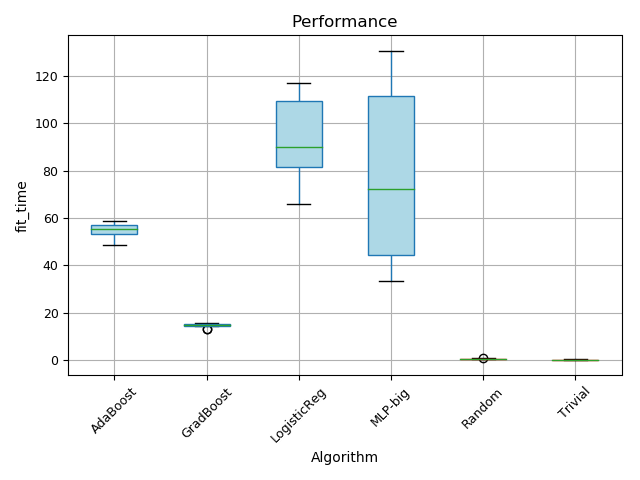 Performance
fit_time
120
100
80
60
40
20
0
AdaBoost
GradBoost
LogisticReg
MLP-big
Random
Trivial
Algorithm